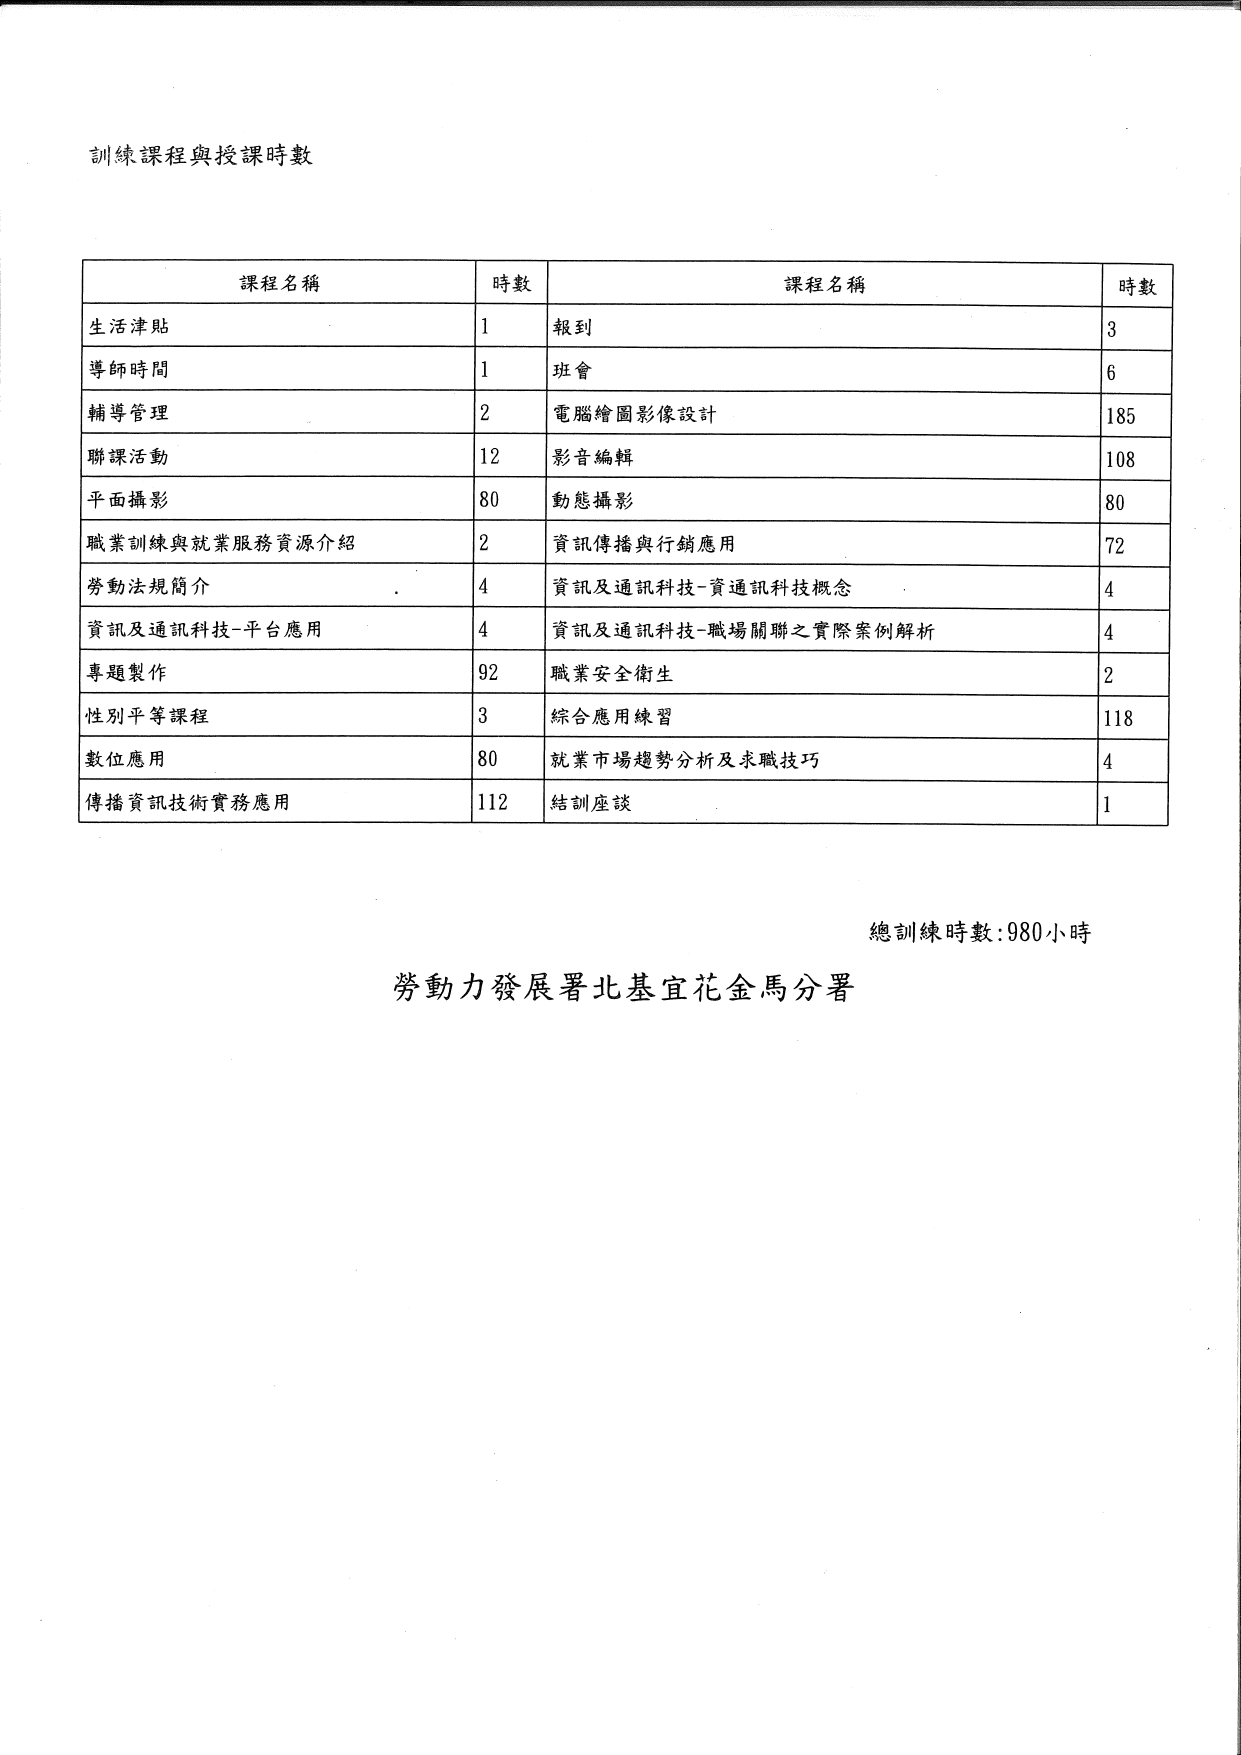 訓練課程與授課時數
課程名稱 時數 課程名稱 時數
生活津貼 1 報到 3
導師時間 1 班會 6
輔導管理 2 電腦繪圖影像設計 185
聯課活動 12 影音編輯 108
平面攝影 80 動態攝影 80
職業訓練與就業服務資源介紹 2 資訊傳播與行銷應用 72
勞動法規簡介 4 資訊及通訊科技-資通訊科技概念 4
資訊及通訊科技-平台應用 4 資訊及通訊科技-職場關聯之實際案例解析 4
專題製作 92 職業安全衛生 2
性別平等課程 3 綜合應用練習 118
數位應用 80 就業市場趨勢分析及求職技巧 4
傳播資訊技術實務應用 112 結訓座談 1
總訓練時數:980小時
勞動力發展署北基宜花金馬分署